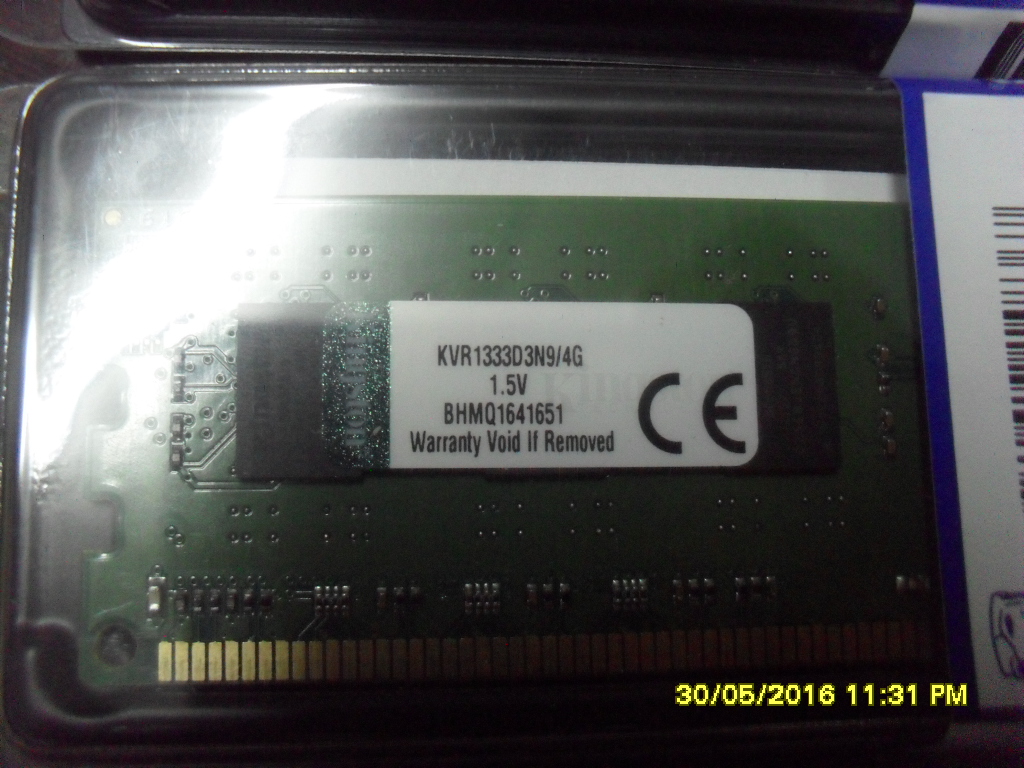 KVR1333D3N9/4G
1.5V
BHMQ1641651
Warranty Void If Removed
CE
30/05/2016 11:31 PM